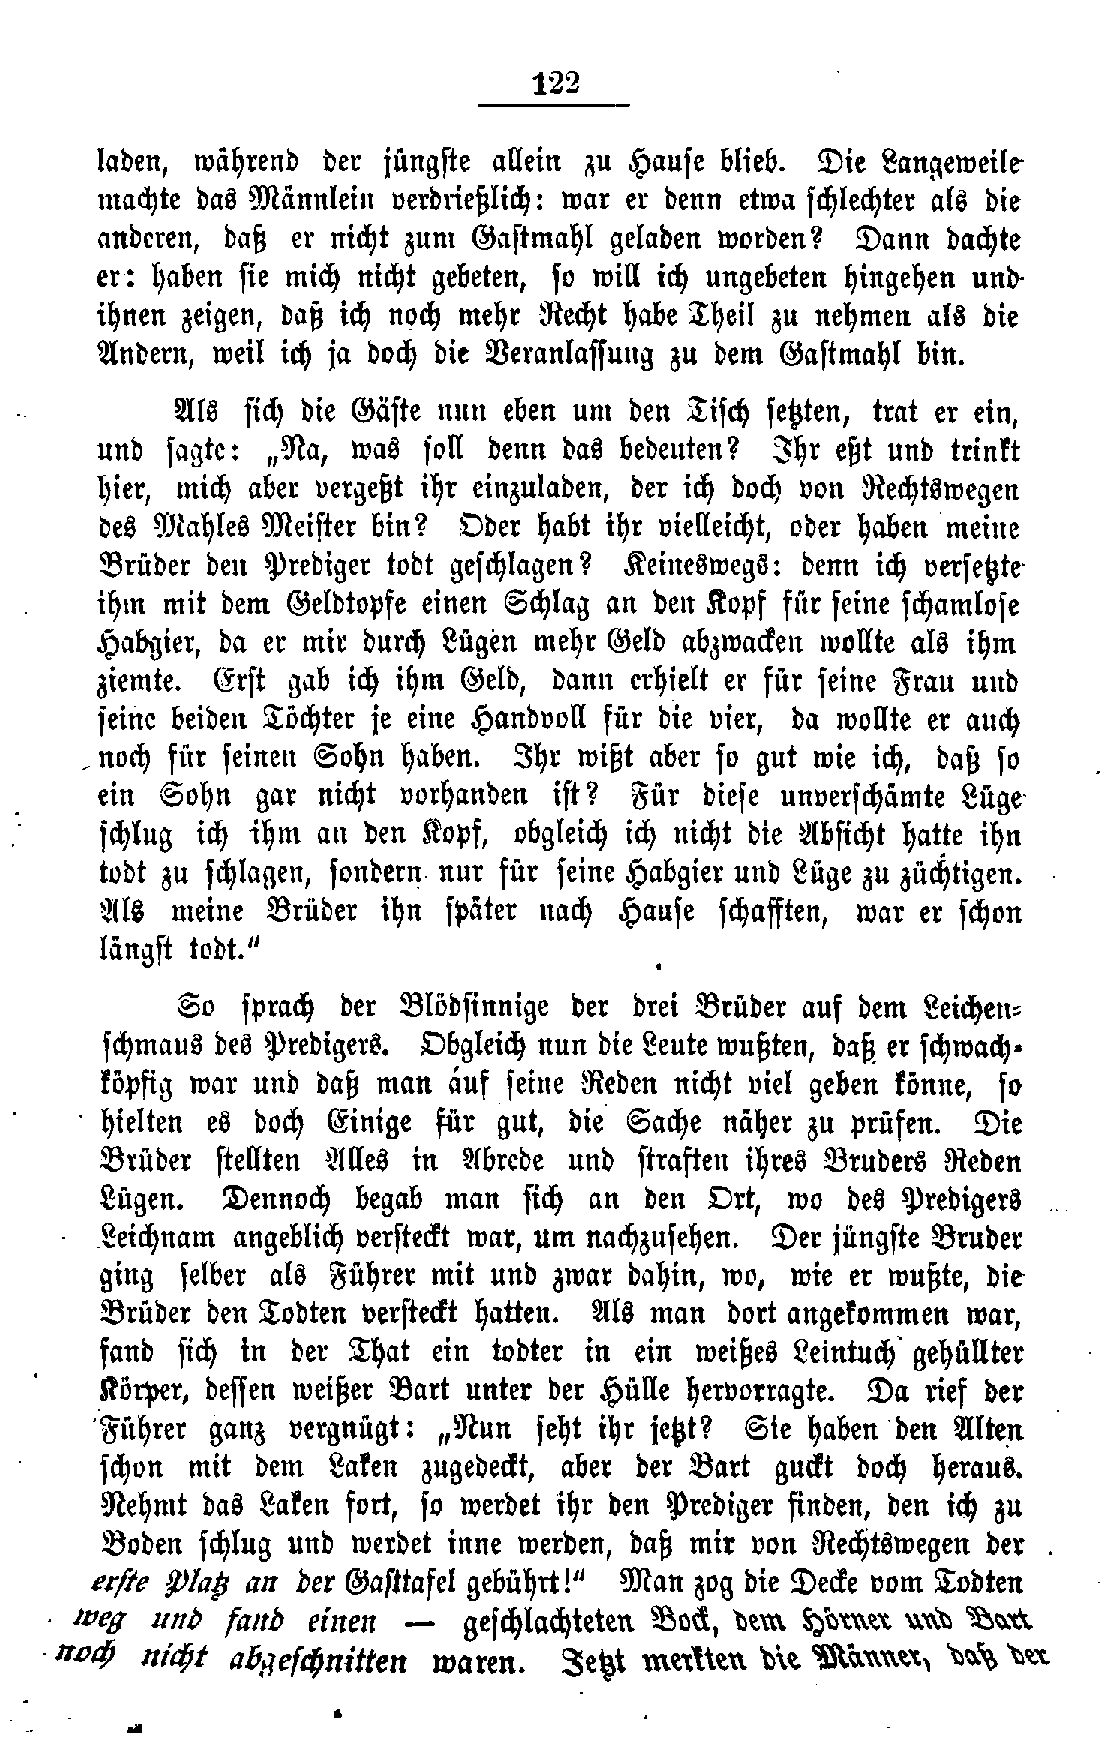 122
laden, während der jüngste allein zu Hause blieb. Die Langeweile
machte das Männlein verdrießlich: war er denn etwa schlechter als die
anderen, daß er nicht zum Gastmahl geladen worden? Dann dachte
er: haben sie mich nicht gebeten, so will ich ungebeten hingehen und
ihnen zeigen, daß ich noch mehr Recht habe Theil zu nehmen als die
Andern, weil ich ja doch die Veranlassung zu dem Gastmahl bin.
Als sich die Gäste nun eben um den Tisch setzten, trat er ein,
und sagte: „Na, was soll denn das bedeuten? Ihr eßt und trinkt
hier, mich aber vergeßt ihr einzuladen, der ich doch von Rechtswegen
des Mahles Meister bin? Oder habt ihr vielleicht, oder haben meine
Brüder den Prediger todt geschlagen? Keineswegs: denn ich versetzte
ihm mit dem Geldtopfe einen Schlag an den Kopf für seine schamlose
Habgier, da er mir durch Lügen mehr Geld abzwacken wollte als ihm
ziemte. Erst gab ich ihm Geld, dann erhielt er für seine Frau und
seine beiden Töchter je eine Handvoll für die vier, da wollte er auch
noch für seinen Sohn haben. Ihr wißt aber so gut wie ich, daß so
ein Sohn gar nicht vorhanden ist? Für diese unverschämte Lüge
schlug ich ihm an den Kopf, obgleich ich nicht die Absicht hatte ihn
todt zu schlagen, sondern nur für seine Habgier und Lüge zu züchtigen.
Als meine Brüder ihn später nach Hause schafften, war er schon
längst todt.“
So sprach der Blödsinnige der drei Brüder auf dem Leichen-
schmaus des Predigers. Obgleich nun die Leute wußten, daß er schwach-
köpfig war und daß man auf seine Reden nicht viel geben könne, so
hielten es doch Einige für gut, die Sache näher zu prüfen. Die
Brüder stellten Alles in Abrede und straften ihres Bruders Reden
Lügen. Dennoch begab man sich an den Ort, wo des Predigers
Leichnam angeblich versteckt war, um nachzusehen. Der jüngste Bruder
ging selber als Führer mit und zwar dahin, wo, wie er wußte, die
Brüder den Todten versteckt hatten. Als man dort angekommen war,
fand sich in der That ein todter in ein weißes Leintuch gehüllter
Körper, dessen weißer Bart unter der Hülle hervorragte. Da rief der
Führer ganz vergnügt: „Nun seht ihr jetzt? Sie haben den Alten
schon mit dem Laken zugedeckt, aber der Bart guckt doch heraus.
Nehmt das Laken fort, so werdet ihr den Prediger finden, den ich zu
Boden schlug und werdet inne werden, daß mir von Rechtswegen der
erste Platz an der Gasttafel gebührt!“ Man zog die Decke vom Todten
weg und fand einen — geschlachteten Bock, dem Hörner und Bart
noch nicht abgeschnitten waren. Jetzt merkten die Männer, daß der